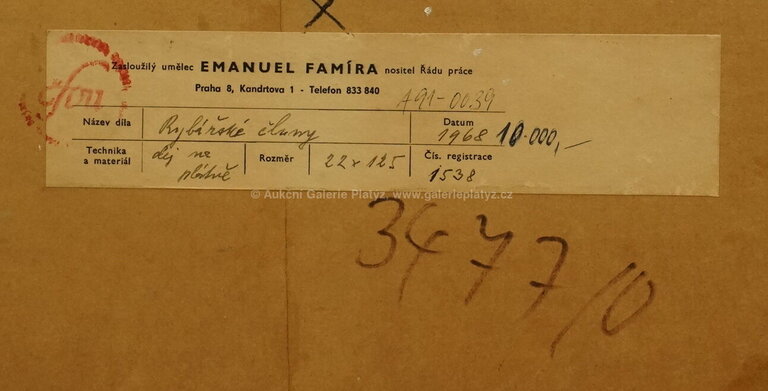 Zasloužilý umělec EMANUEL FAMÍRA nositel Řádu práce
Praha 8, Kandrtova 1 - Telefon 833 840
A91-0039
Název díla Rybářské čluny Datum 1968 10.000,-
Technika a materiál olej na plátně Rozměr 22 x 125 Čís. registrace 1538
© Aukční Galerie Platýz, www.galerieplatyz.cz
3477/0